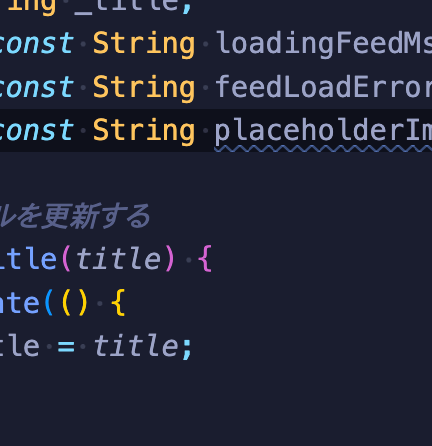 ring _title;
const String loadingFeedMs
const String feedLoadError
const String placeholderIm
ルを更新する
itle(title) {
ate(() {
tle = title;